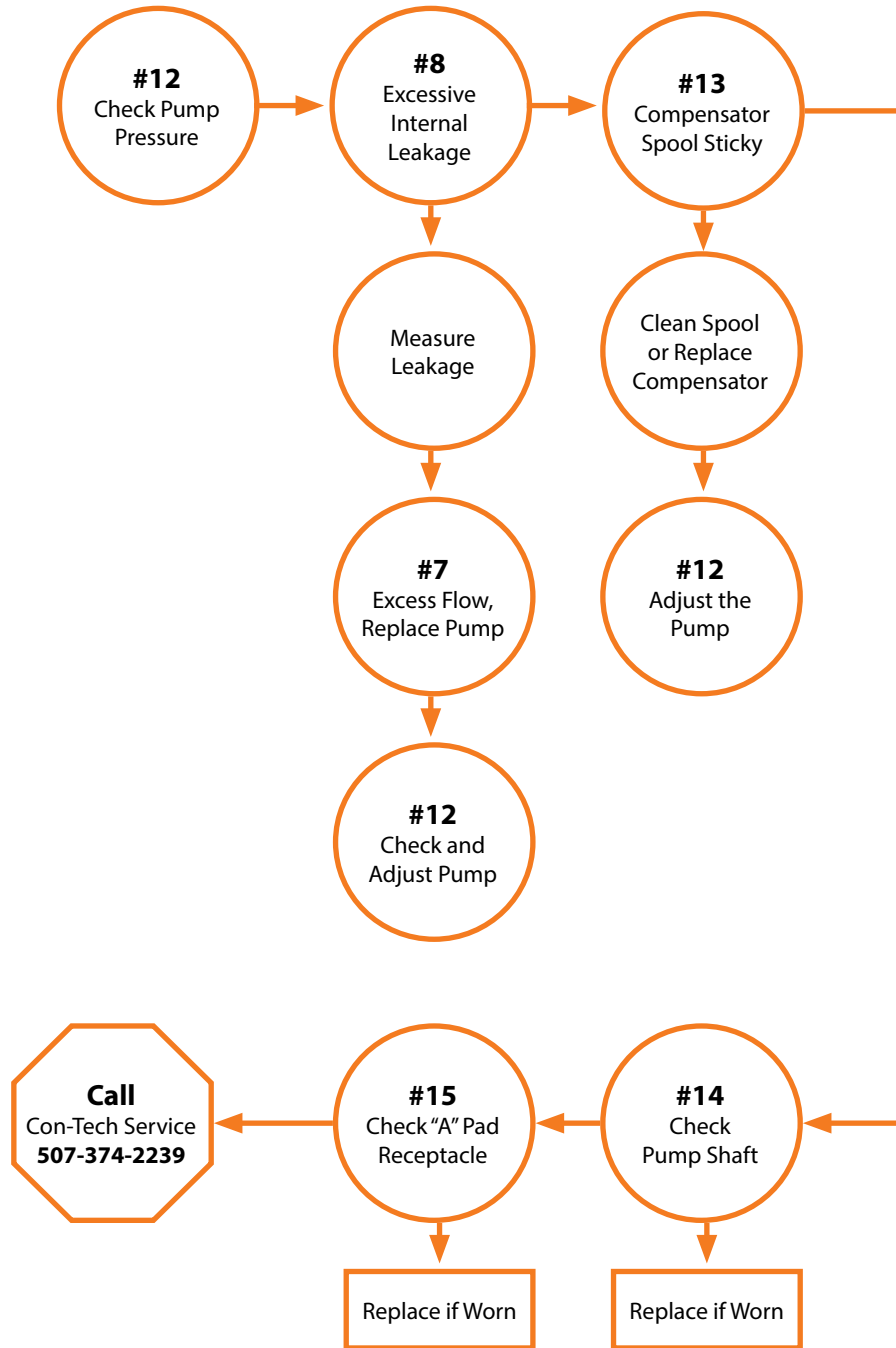 #12
Check Pump
Pressure
#8
Excessive
Internal
Leakage
#13
Compensator
Spool Sticky
Measure
Leakage
Clean Spool
or Replace
Compensator
#7
Excess Flow,
Replace Pump
#12
Adjust the
Pump
#12
Check and
Adjust Pump
Call
Con-Tech Service
507-374-2239
#15
Check “A” Pad
Receptacle
#14
Check
Pump Shaft
Replace if Worn
Replace if Worn